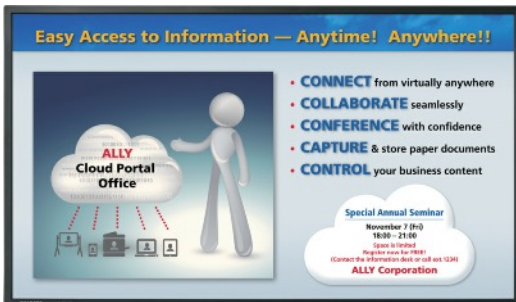 Easy Access to Information — Anytime! Anywhere!!
ALLY
Cloud Portal
Office
• CONNECT from virtually anywhere
• COLLABORATE seamlessly
• CONFERENCE with confidence
• CAPTURE & store paper documents
• CONTROL your business content
Special Annual Seminar
November 7 (Fri)
18:00 – 21:00
Space is limited
Register now for FREE!
(Contact the information desk or call ext.1234)
ALLY Corporation